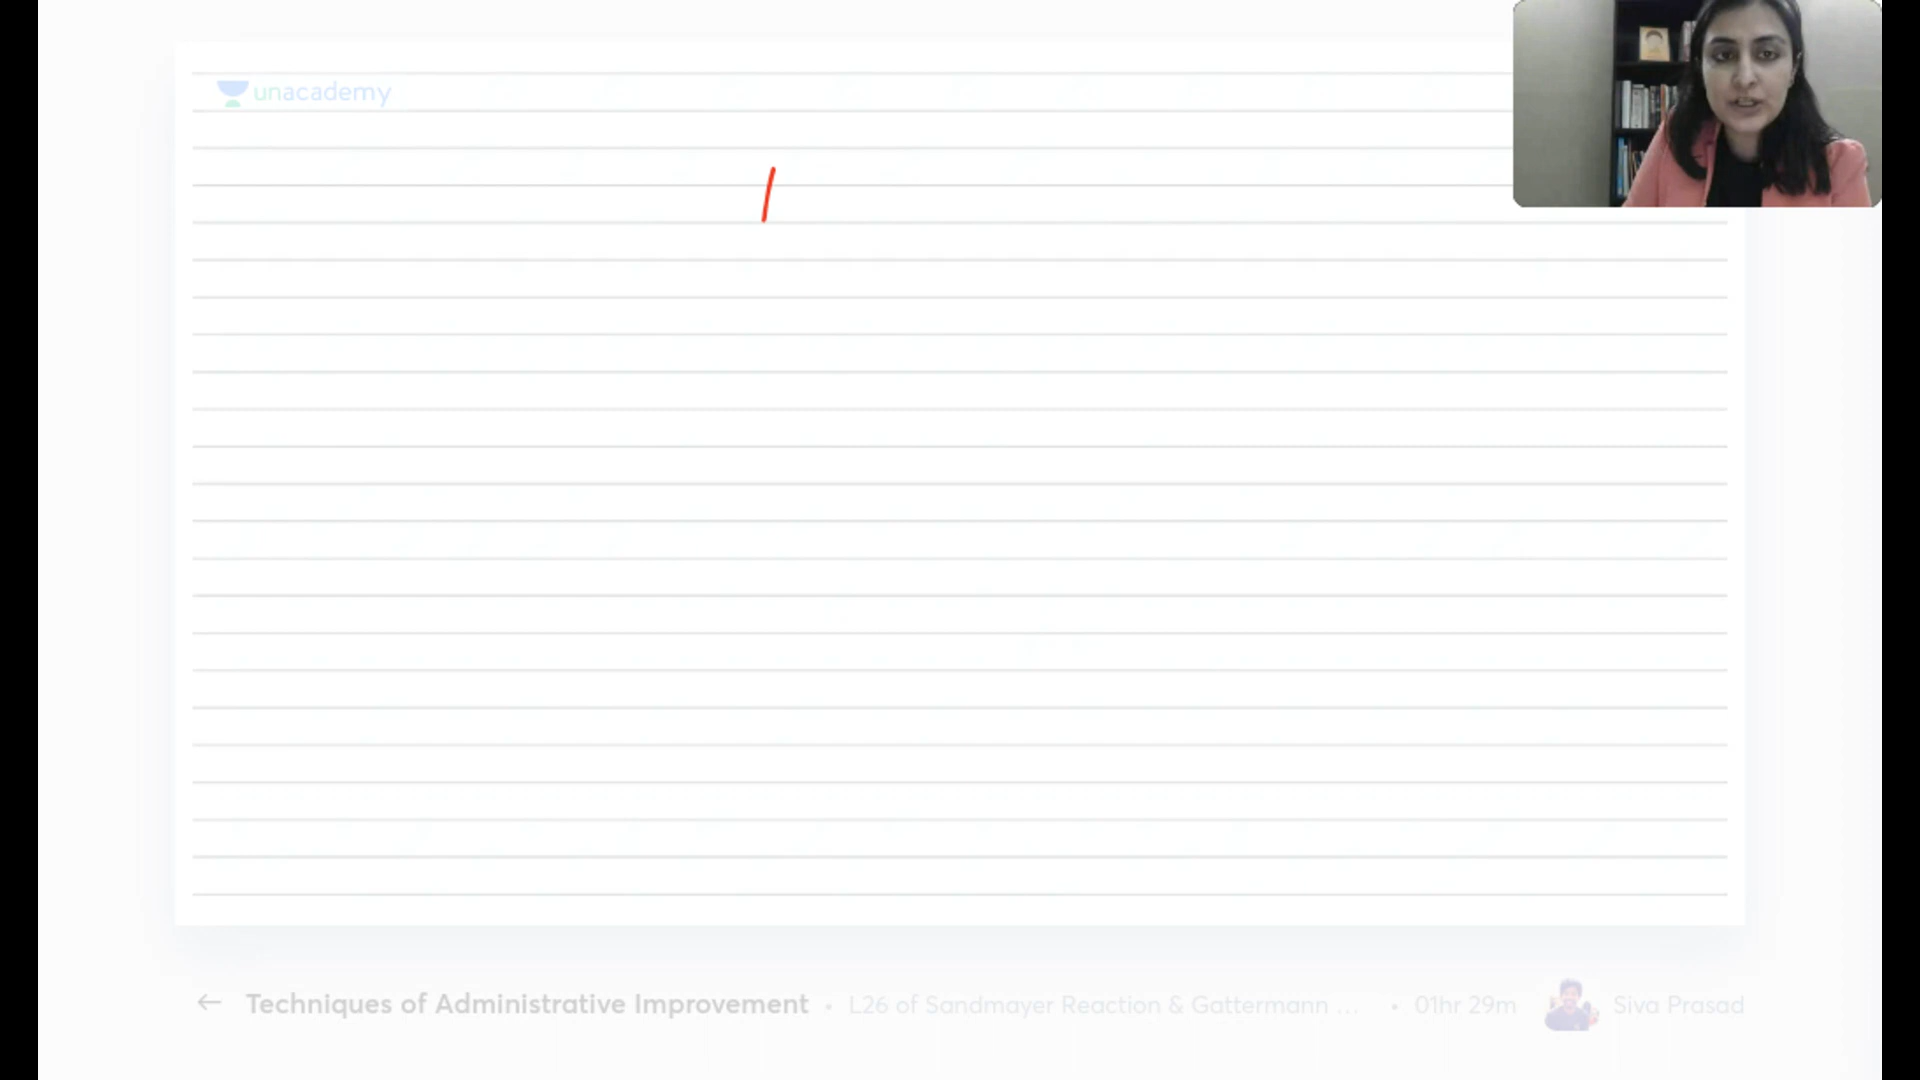 unacademy
← Techniques of Administrative Improvement • L26 of Sandmayer Reaction & Gattermann ... • 01hr 29m Siva Prasad